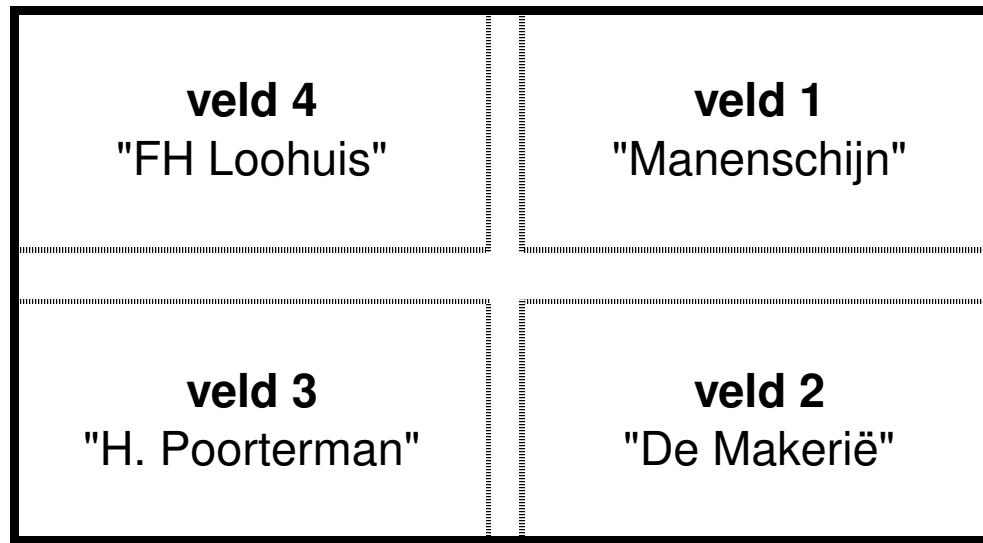 veld 4
"FH Loohuis"
veld 1
"Manenschijn"
veld 3
"H. Poorterman"
veld 2
"De Makerië"